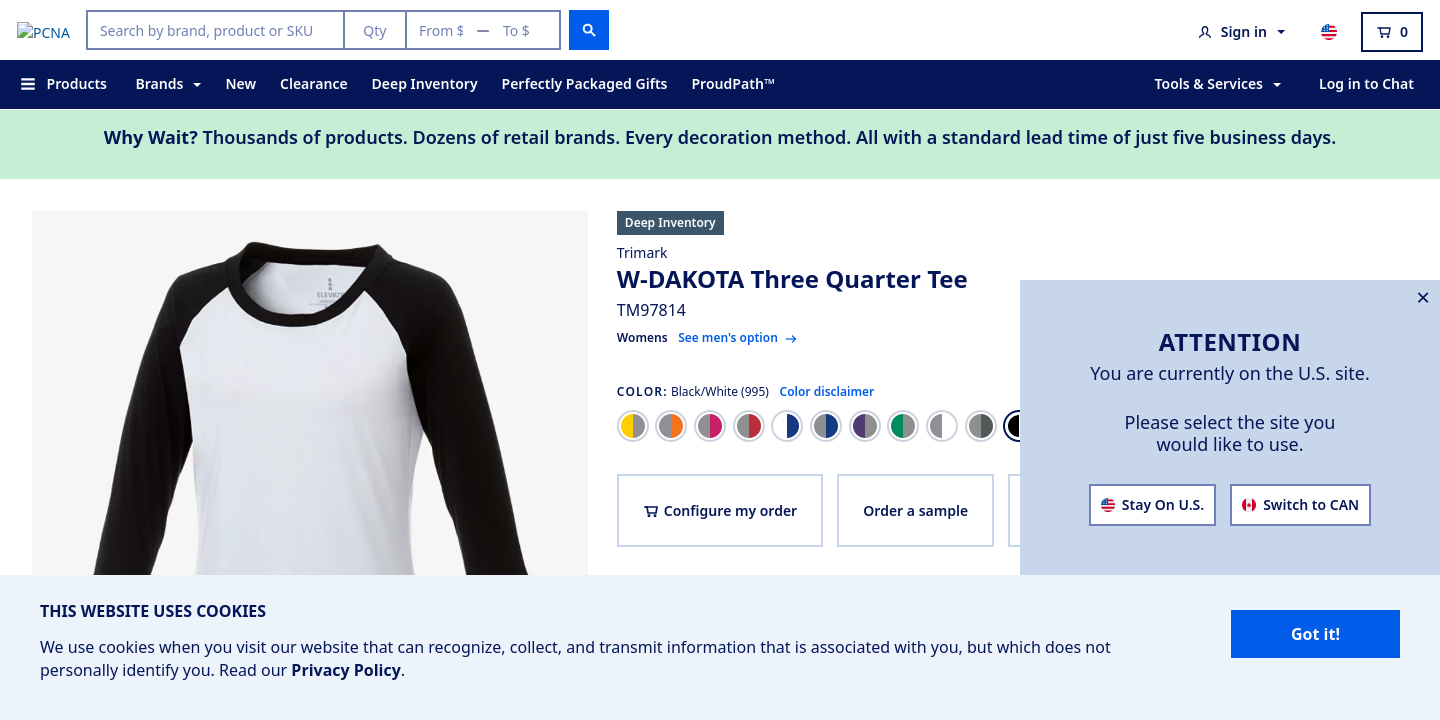 PCNA
Search by brand, product or SKU
Qty
From $ — To $
Sign in
0
Products
Brands
New
Clearance
Deep Inventory
Perfectly Packaged Gifts
ProudPath™
Tools & Services
Log in to Chat
Why Wait? Thousands of products. Dozens of retail brands. Every decoration method. All with a standard lead time of just five business days.
ELEVATE
Deep Inventory
Trimark
W-DAKOTA Three Quarter Tee
TM97814
Womens See men's option →
COLOR: Black/White (995) Color disclaimer
Configure my order
Order a sample
×
ATTENTION
You are currently on the U.S. site.
Please select the site you
would like to use.
Stay On U.S.
Switch to CAN
THIS WEBSITE USES COOKIES
We use cookies when you visit our website that can recognize, collect, and transmit information that is associated with you, but which does not
personally identify you. Read our Privacy Policy.
Got it!